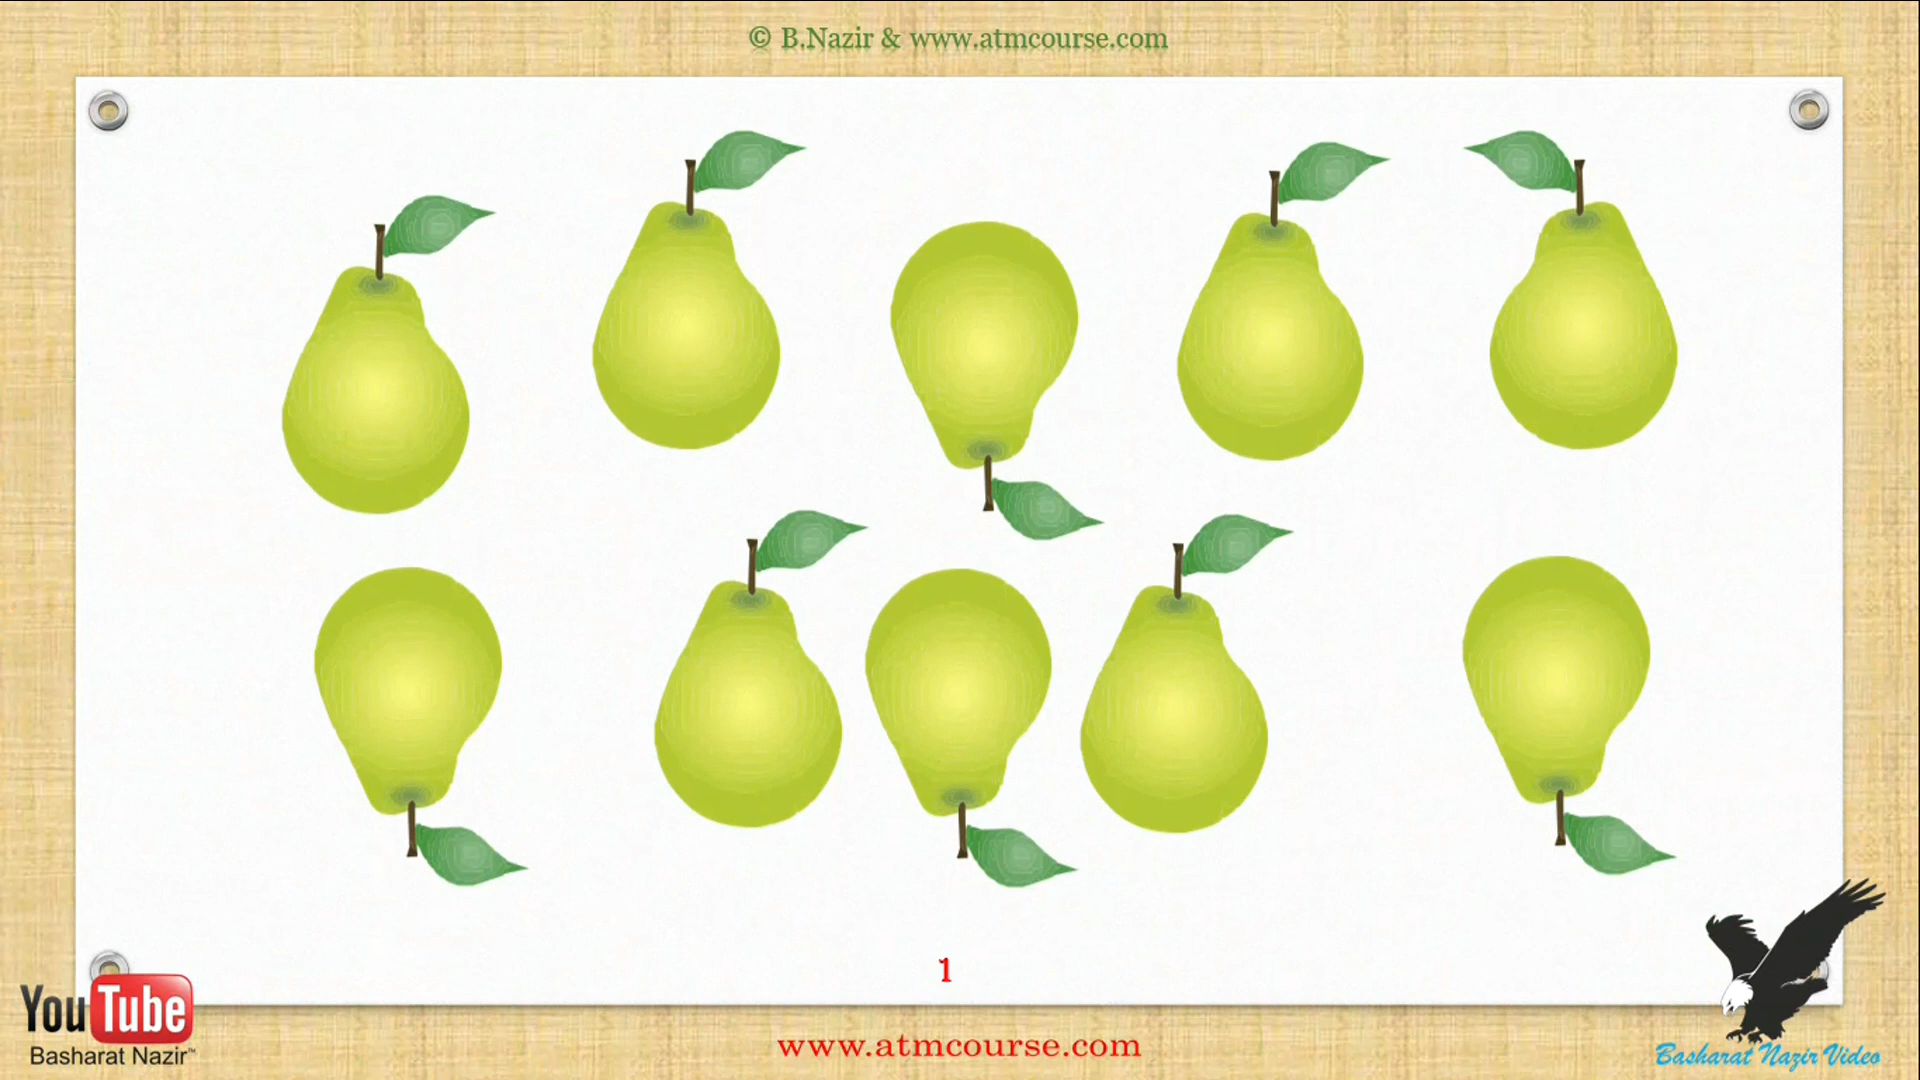 © B.Nazir & www.atmcourse.com
1
YouTube
Basharat Nazir™
www.atmcourse.com
Basharat Nazir Video